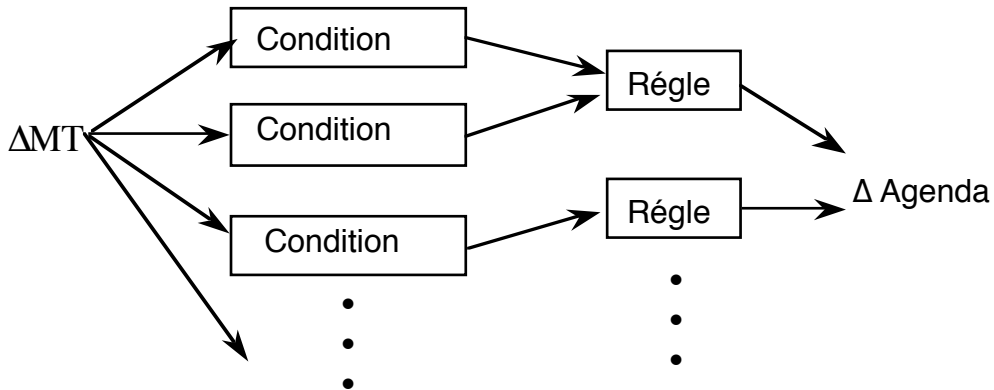 ΔMT
Condition
Condition
Condition
Régle
Régle
Δ Agenda